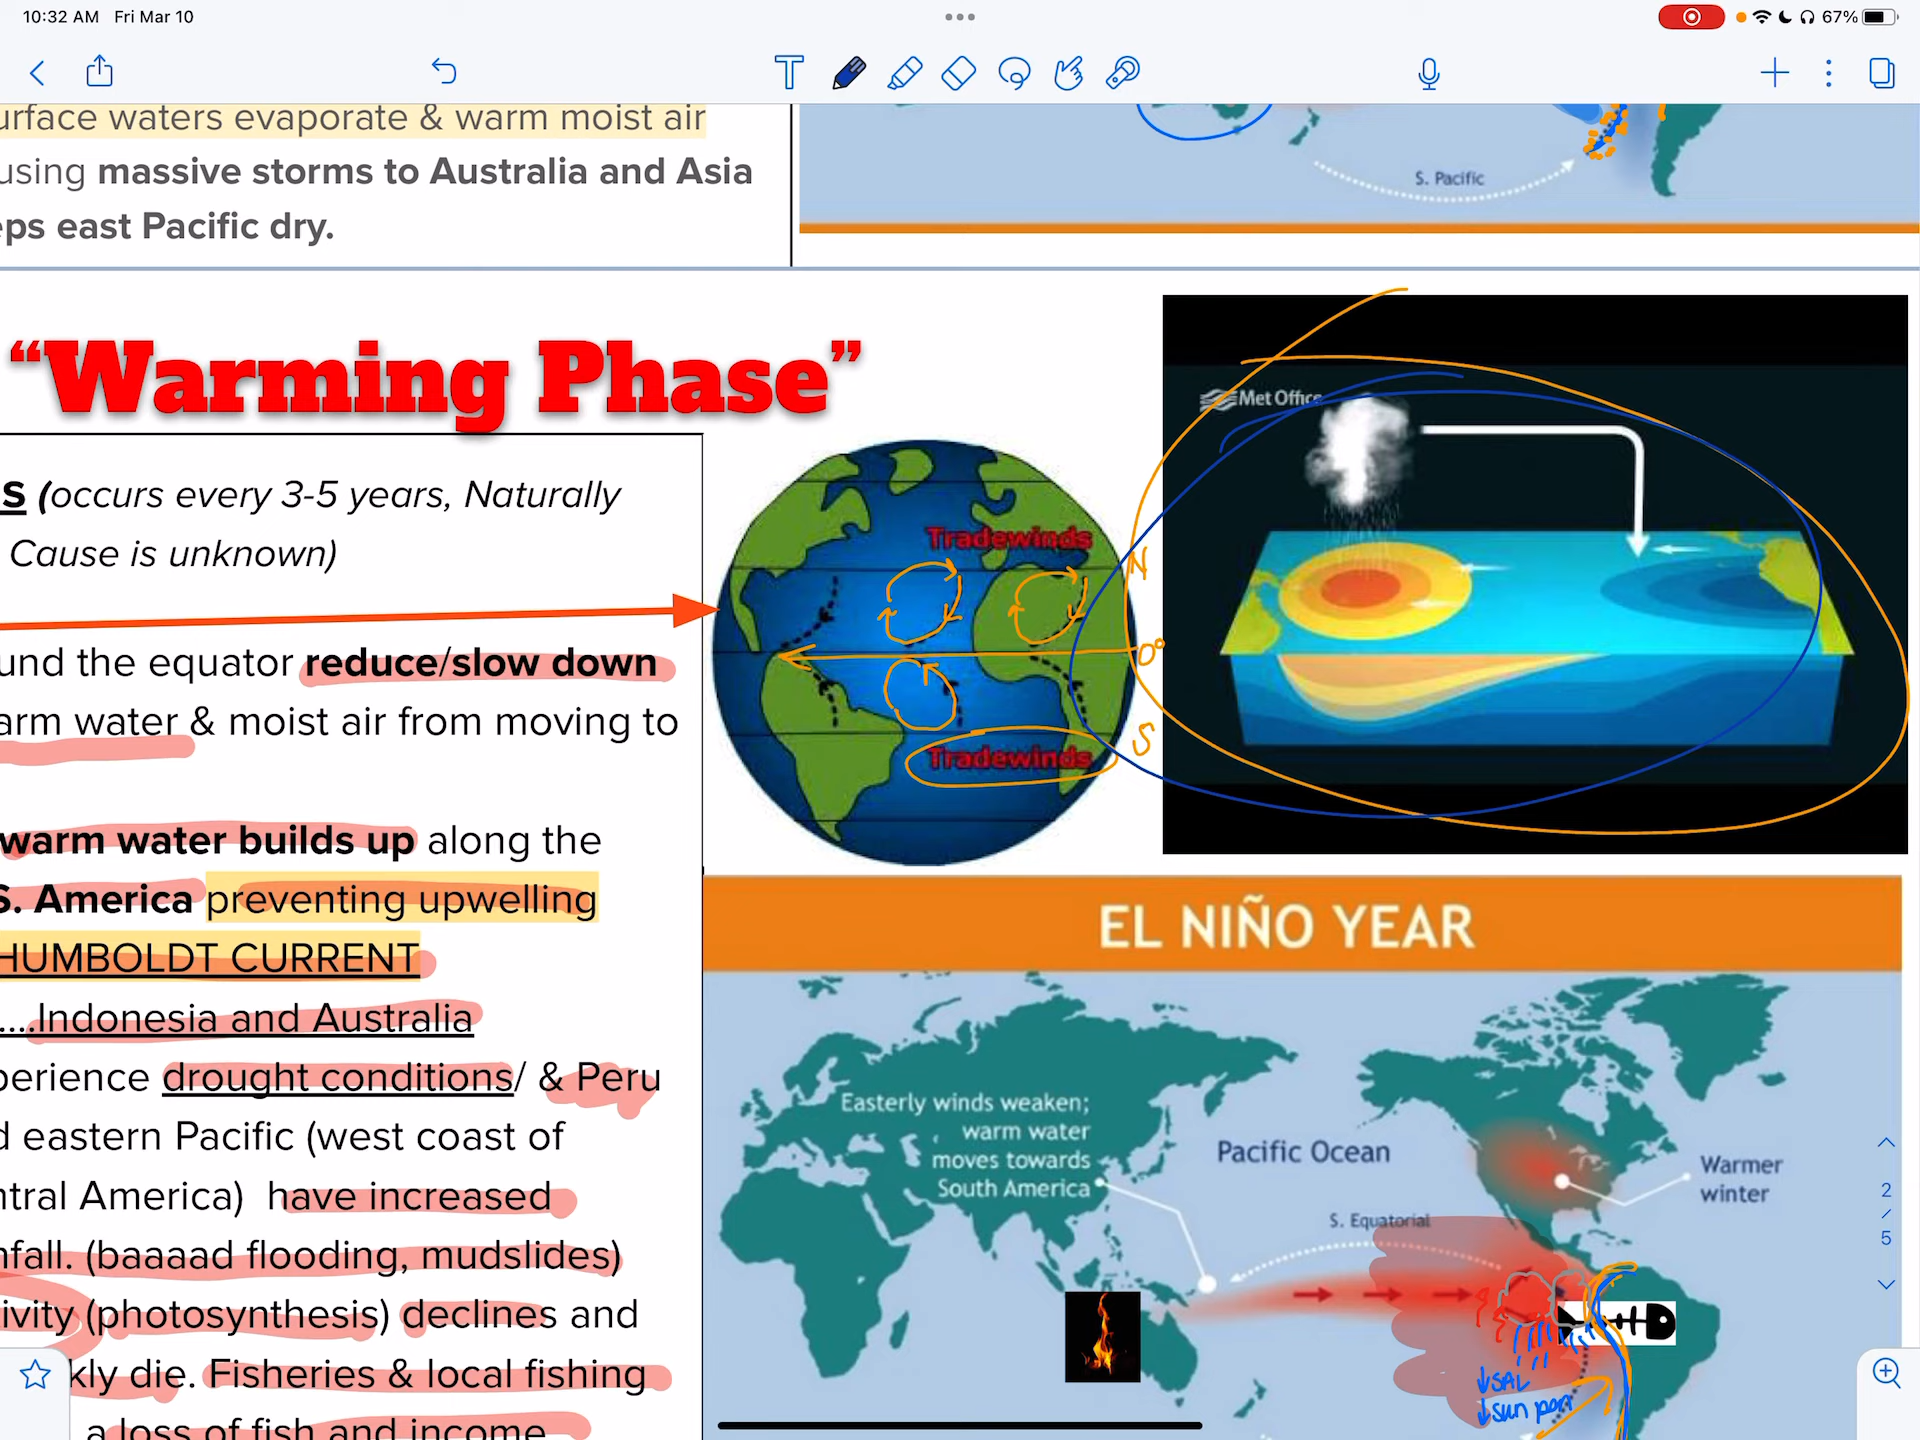 10:32 AM Fri Mar 10
67%
urface waters evaporate & warm moist air
using massive storms to Australia and Asia
eps east Pacific dry.
S. Pacific
“Warming Phase”
s (occurs every 3-5 years, Naturally
Cause is unknown)
und the equator reduce/slow down
arm water & moist air from moving to
warm water builds up along the
S. America preventing upwelling
HUMBOLDT CURRENT
....Indonesia and Australia
perience drought conditions/ & Peru
d eastern Pacific (west coast of
ntral America) have increased
nfall. (baaaad flooding, mudslides)
ivity (photosynthesis) declines and
kly die. Fisheries & local fishing
a loss of fish and income
Tradewinds
N
0°
S
Tradewinds
Met Office
EL NIÑO YEAR
Easterly winds weaken;
warm water
moves towards
South America
Pacific Ocean
Warmer
winter
S. Equatorial
↓SAL
↓sun
2
/
5